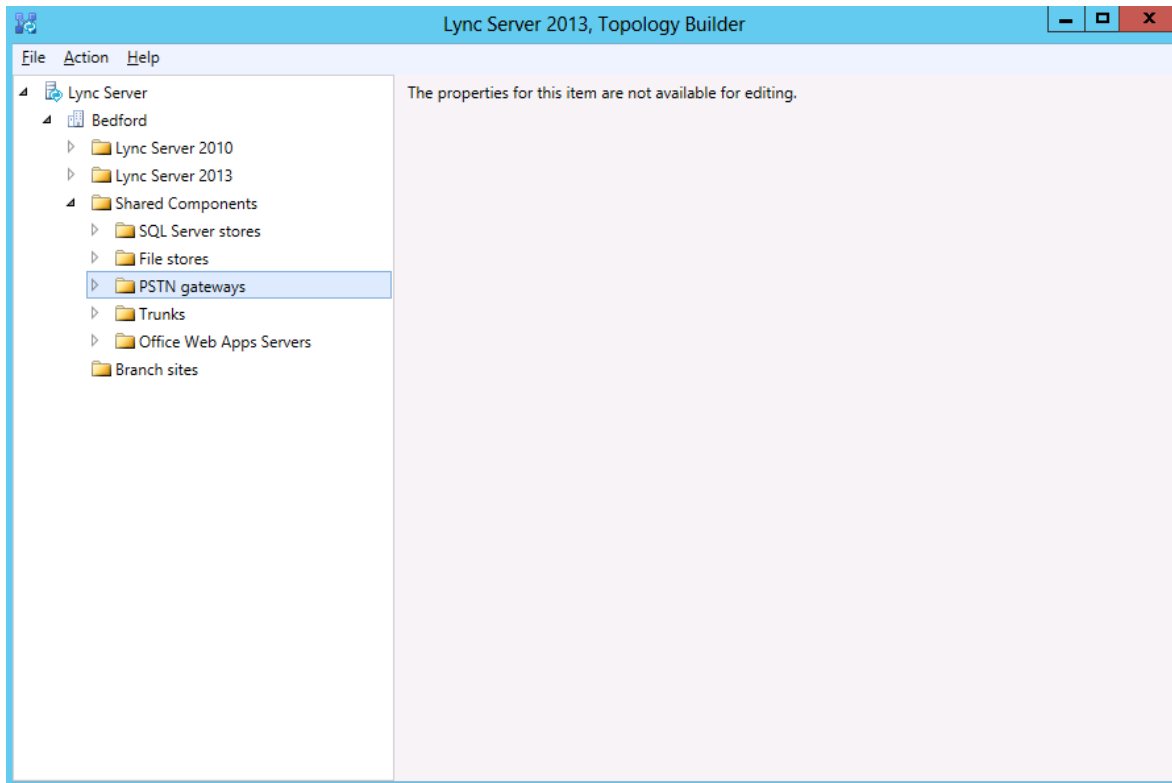 Lync Server 2013, Topology Builder
File Action Help
Lync Server
The properties for this item are not available for editing.
Bedford
Lync Server 2010
Lync Server 2013
Shared Components
SQL Server stores
File stores
PSTN gateways
Trunks
Office Web Apps Servers
Branch sites